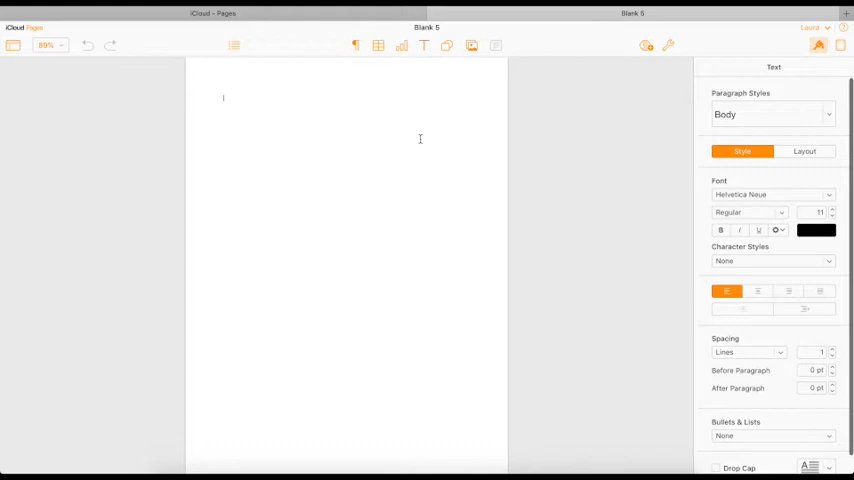 iCloud - Pages
Blank 5
iCloud Pages
Blank 5
Laura
?
89%
Text
Paragraph Styles
Body
Style
Layout
Font
Helvetica Neue
Regular
11
B
I
U
Character Styles
None
Spacing
Lines
1
Before Paragraph
0 pt
After Paragraph
0 pt
Bullets & Lists
None
Drop Cap
A